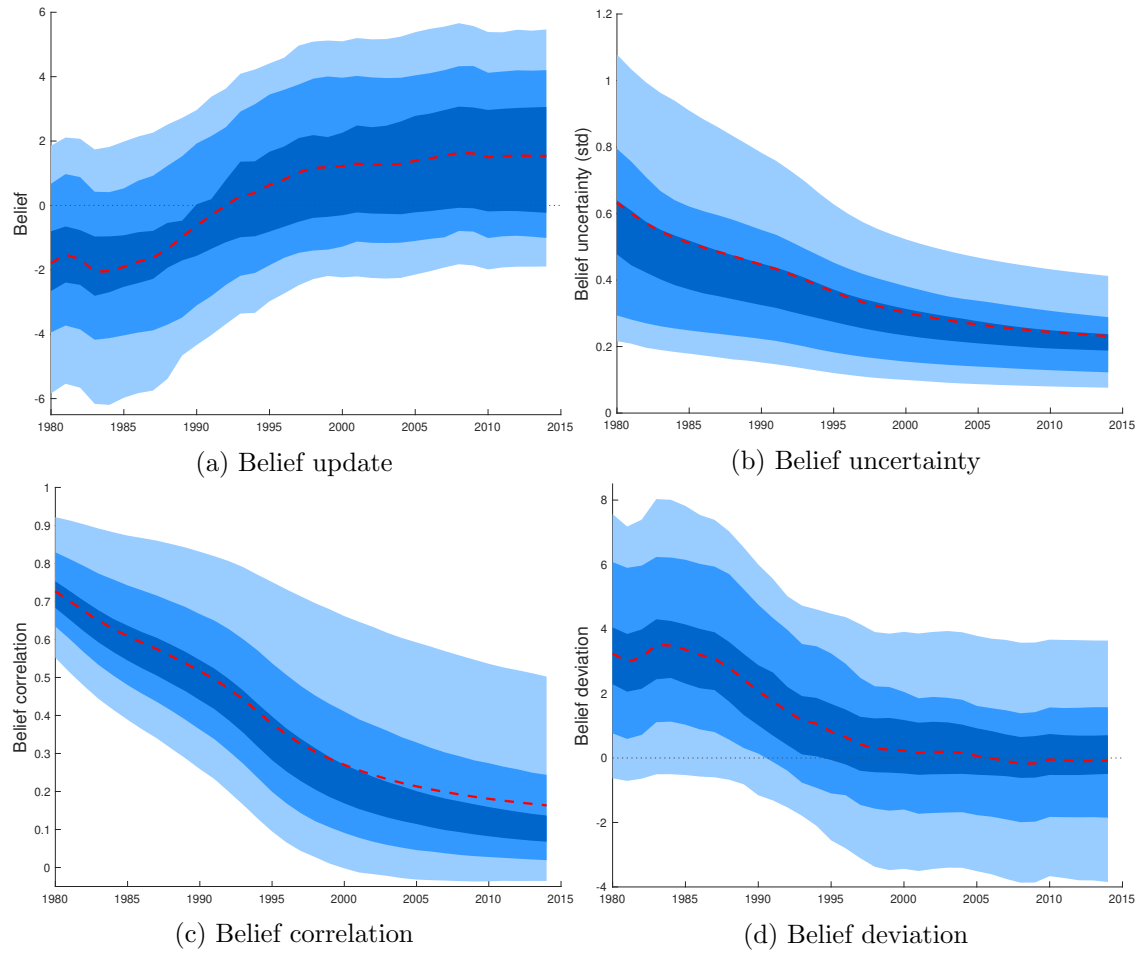 6
4
2
0
-2
-4
-6
Belief
1980 1985 1990 1995 2000 2005 2010 2015
(a) Belief update
1.2
1
0.8
0.6
0.4
0.2
0
Belief uncertainty (std)
1980 1985 1990 1995 2000 2005 2010 2015
(b) Belief uncertainty
1
0.9
0.8
0.7
0.6
0.5
0.4
0.3
0.2
0.1
0
Belief correlation
1980 1985 1990 1995 2000 2005 2010 2015
(c) Belief correlation
8
6
4
2
0
-2
-4
Belief deviation
1980 1985 1990 1995 2000 2005 2010 2015
(d) Belief deviation